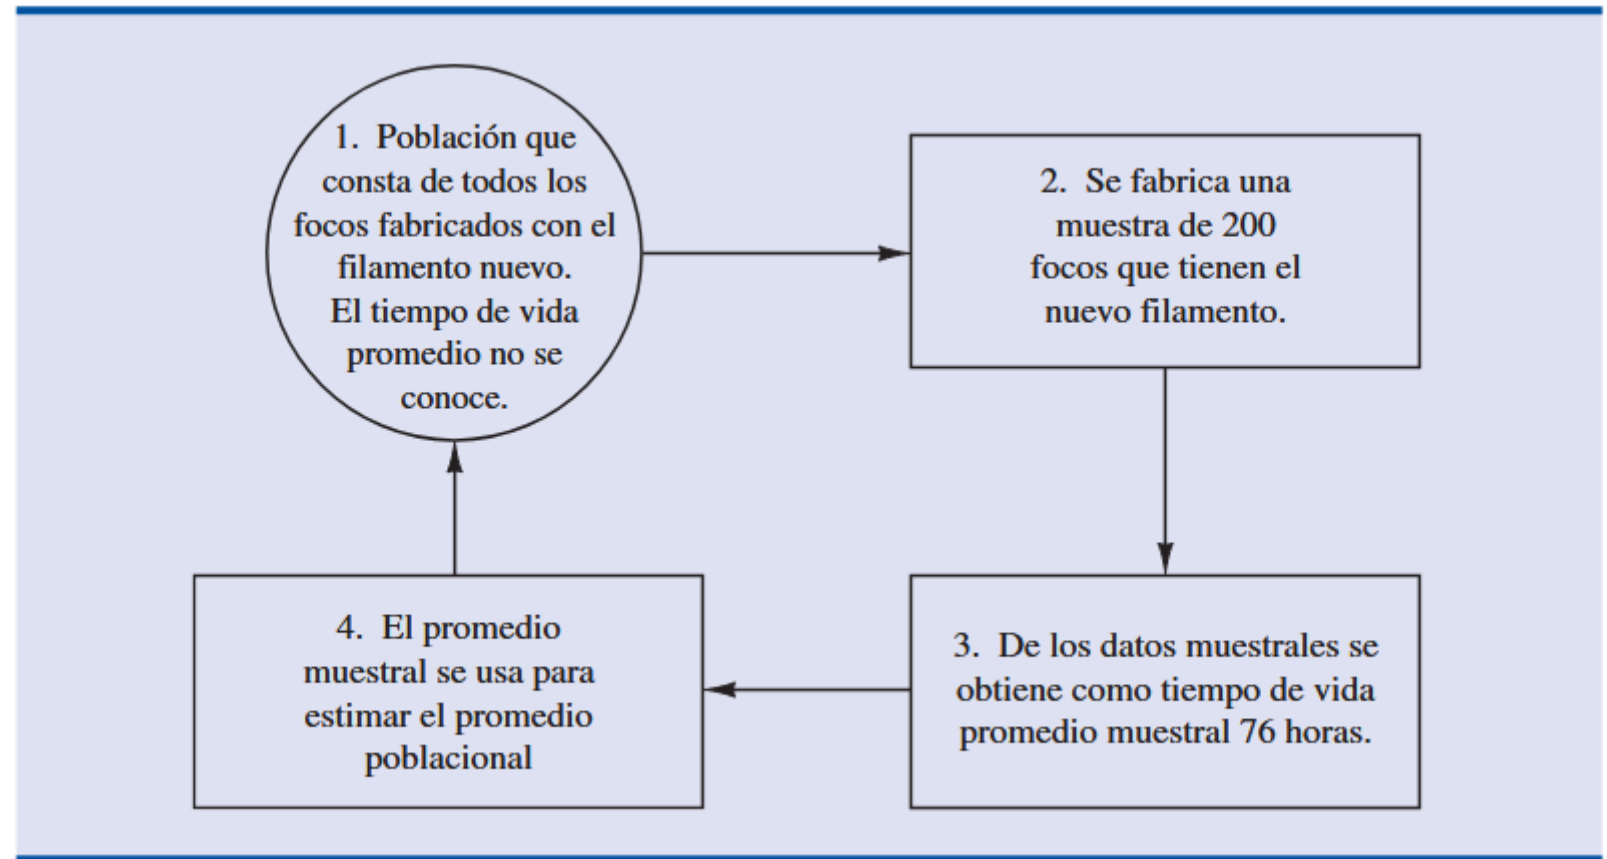 1. Población que
consta de todos los
focos fabricados con el
filamento nuevo.
El tiempo de vida
promedio no se
conoce.
2. Se fabrica una
muestra de 200
focos que tienen el
nuevo filamento.
3. De los datos muestrales se
obtiene como tiempo de vida
promedio muestral 76 horas.
4. El promedio
muestral se usa para
estimar el promedio
poblacional